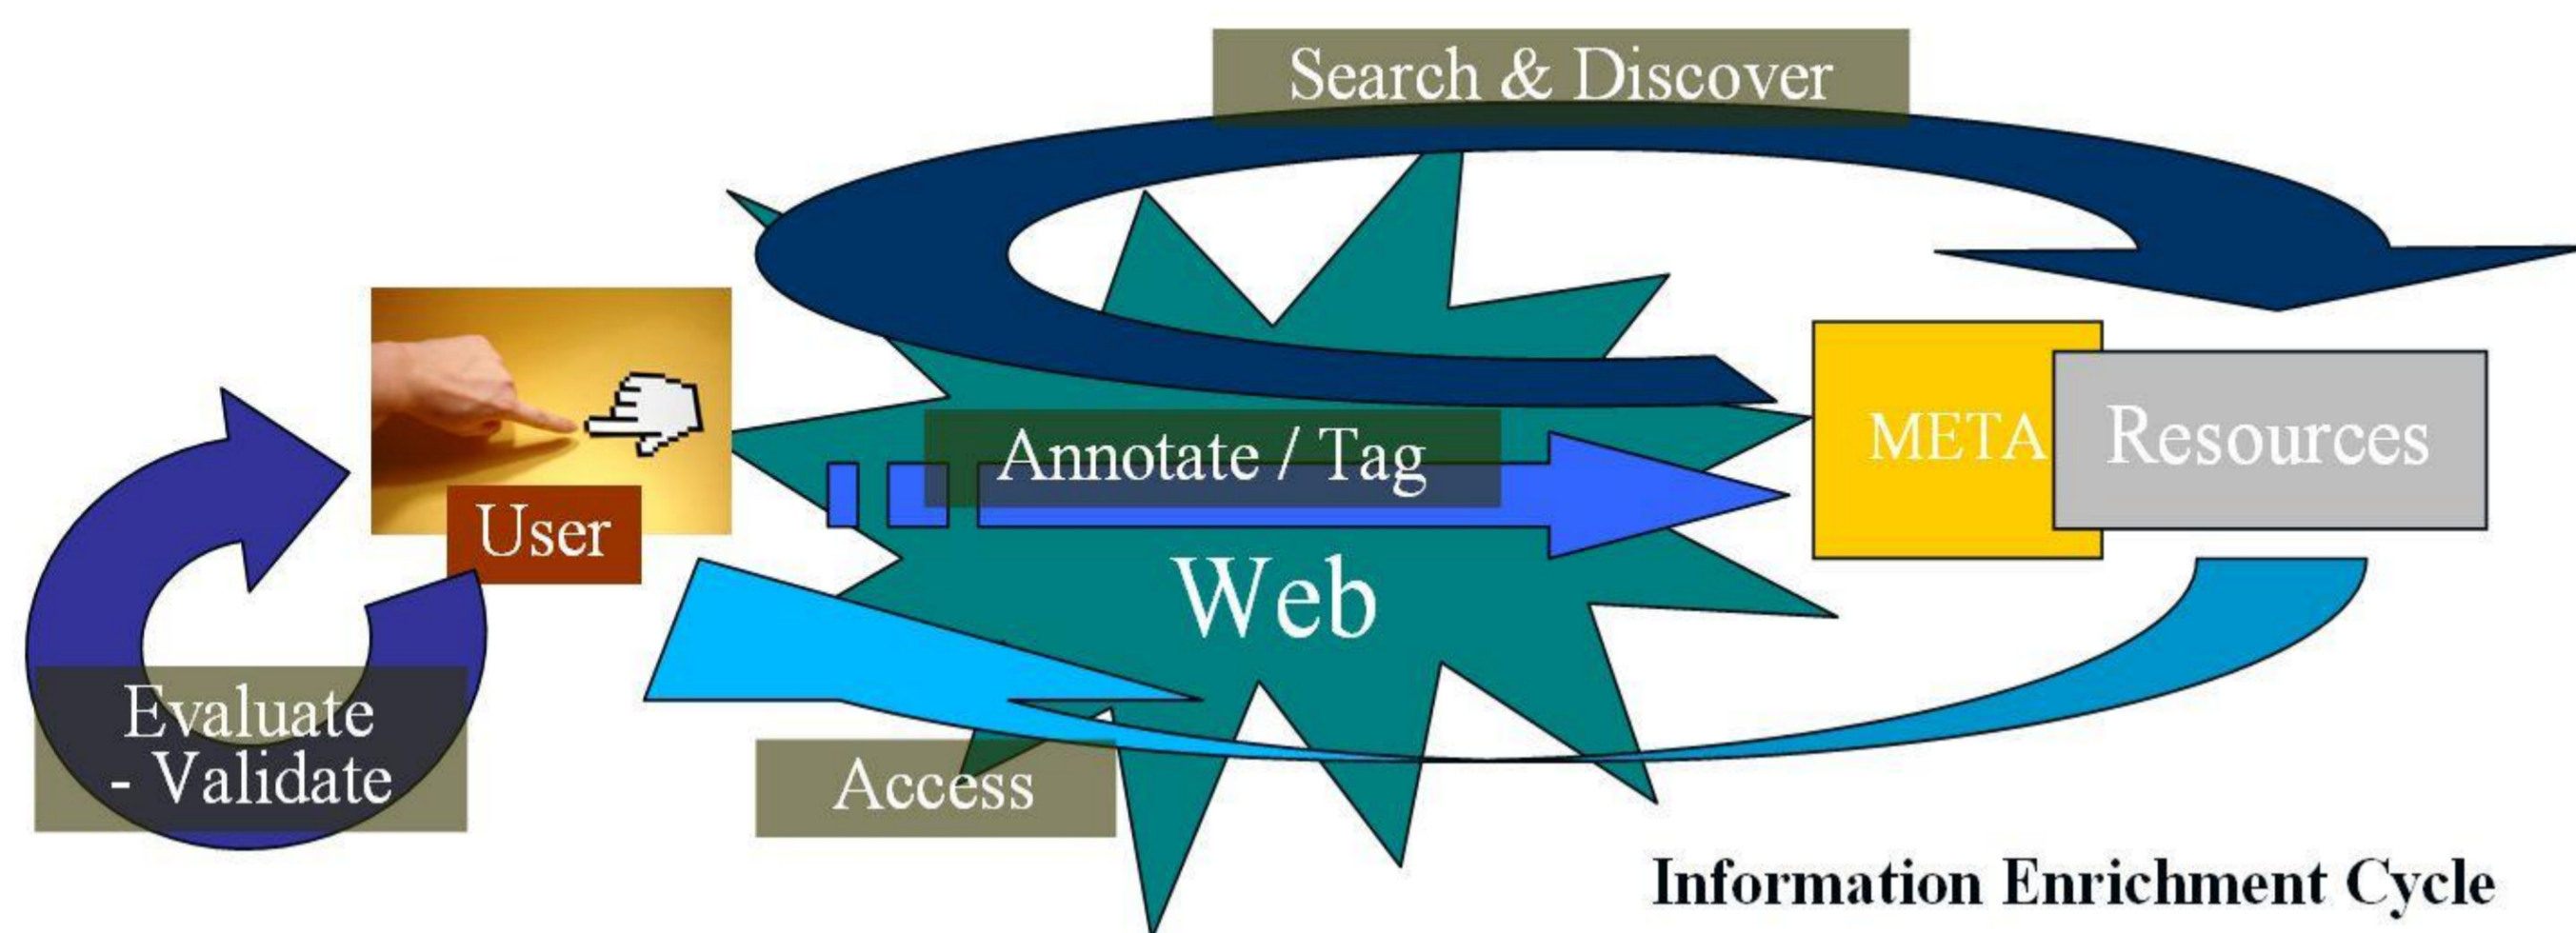 Search & Discover
Annotate / Tag
META
Resources
User
Web
Evaluate
- Validate
Access
Information Enrichment Cycle